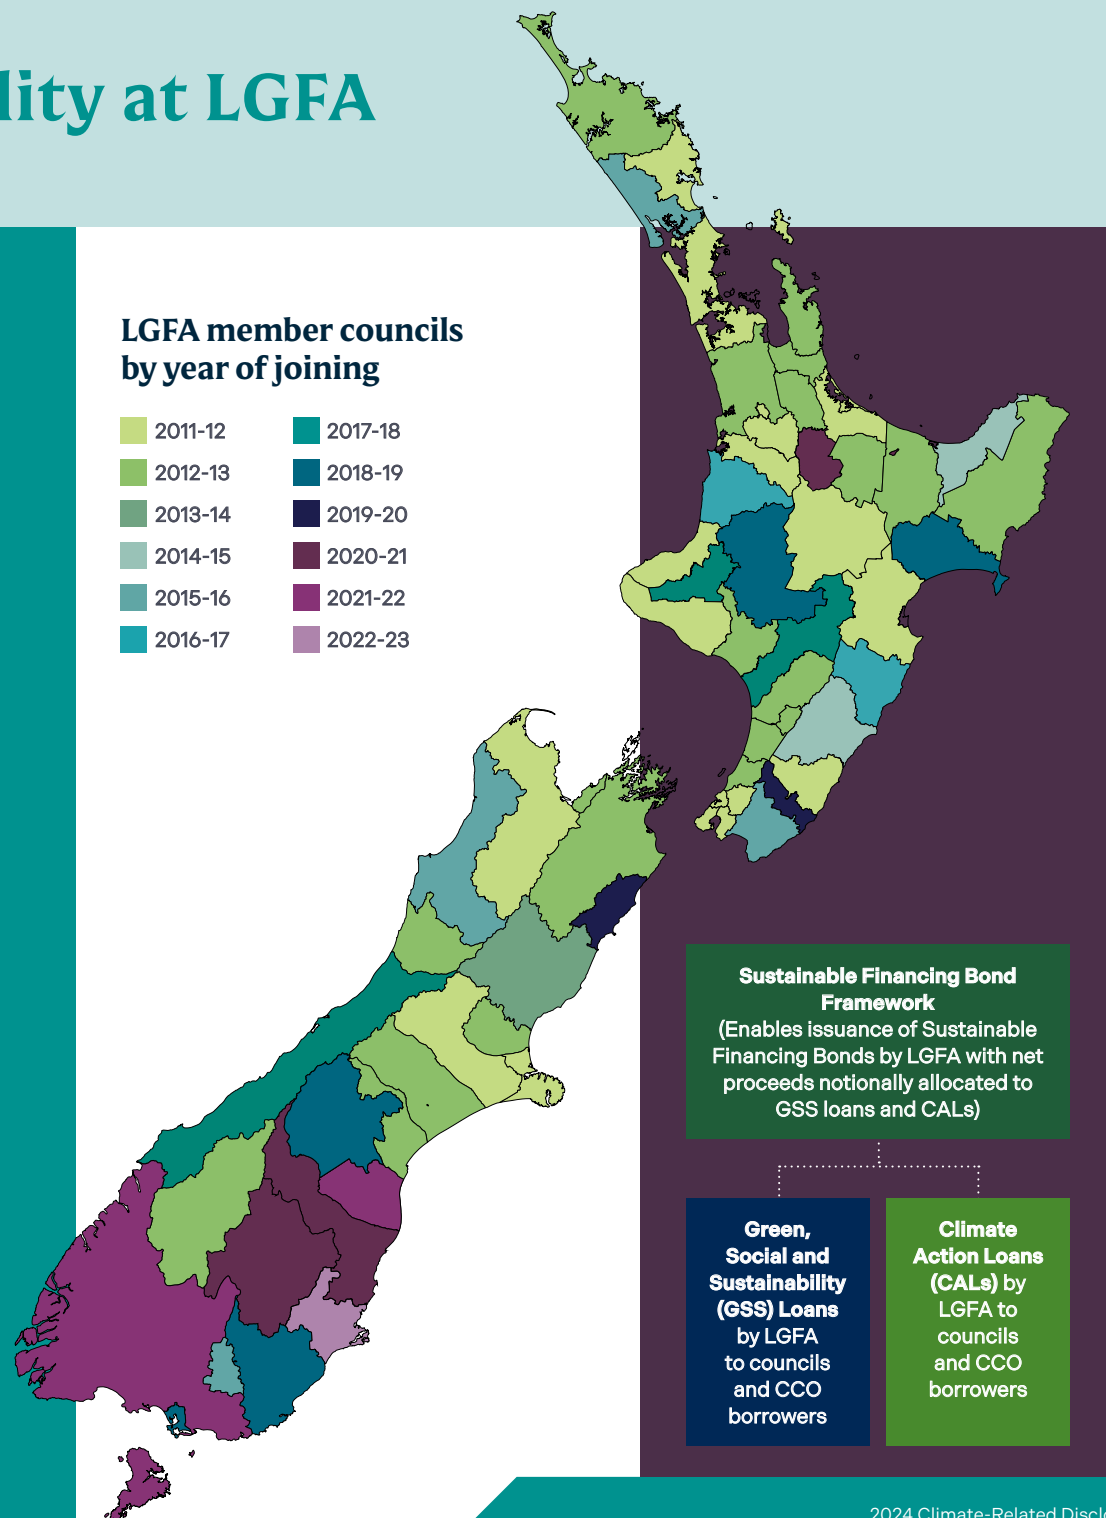 lity at LGFA
LGFA member councils
by year of joining
2011-12
2012-13
2013-14
2014-15
2015-16
2016-17
2017-18
2018-19
2019-20
2020-21
2021-22
2022-23
Sustainable Financing Bond
Framework
(Enables issuance of Sustainable
Financing Bonds by LGFA with net
proceeds notionally allocated to
GSS loans and CALs)
Green,
Social and
Sustainability
(GSS) Loans
by LGFA
to councils
and CCO
borrowers
Climate
Action Loans
(CALs) by
LGFA to
councils
and CCO
borrowers
2024 Climate-Related Disclo